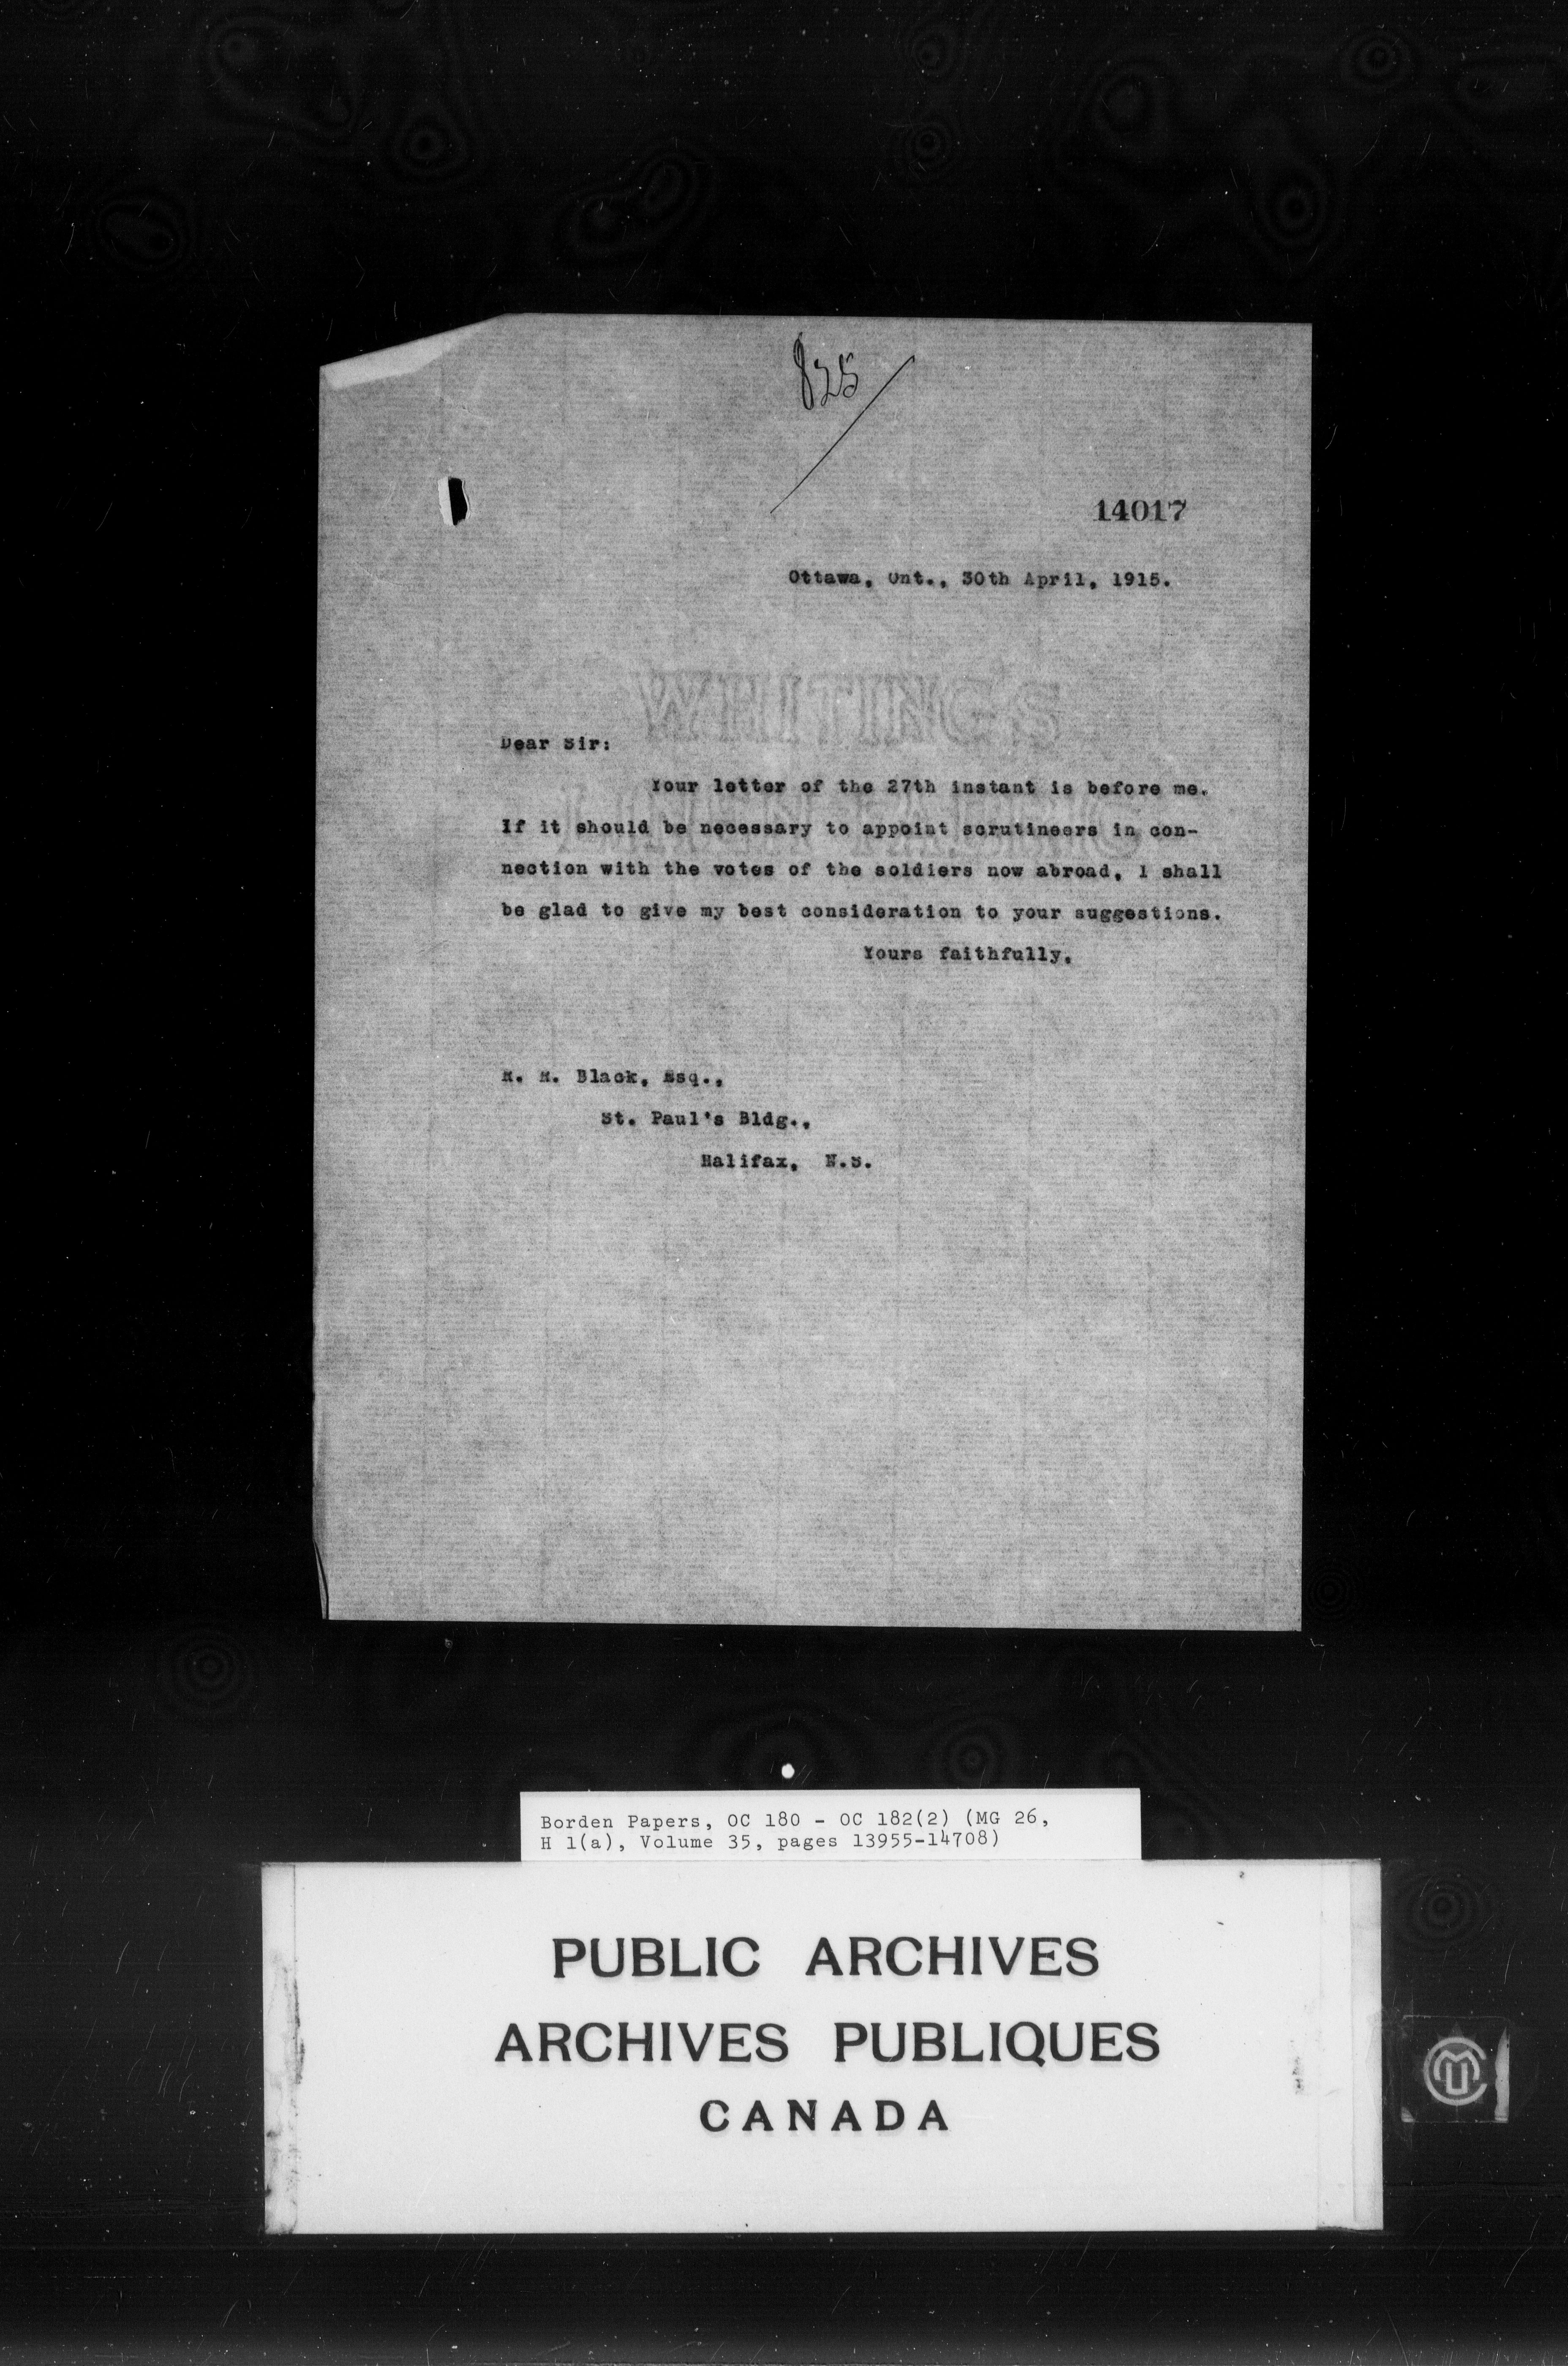 825
14017
Ottawa, Ont., 30th April, 1915.
WHITING'S
Dear Sir:
Your letter of the 27th instant is before me.
If it should be necessary to appoint scrutineers in con-
nection with the votes of the soldiers now abroad, I shall
be glad to give my best consideration to your suggestions.
Yours faithfully,
Black, Esq.,
St. Paul's Bldg.,
Halifax, N.S.
Borden Papers, OC 180 - OC 182(2) (MG 26,
H 1(a), Volume 35, pages 13955-14708)
PUBLIC ARCHIVES
ARCHIVES PUBLIQUES
CANADA